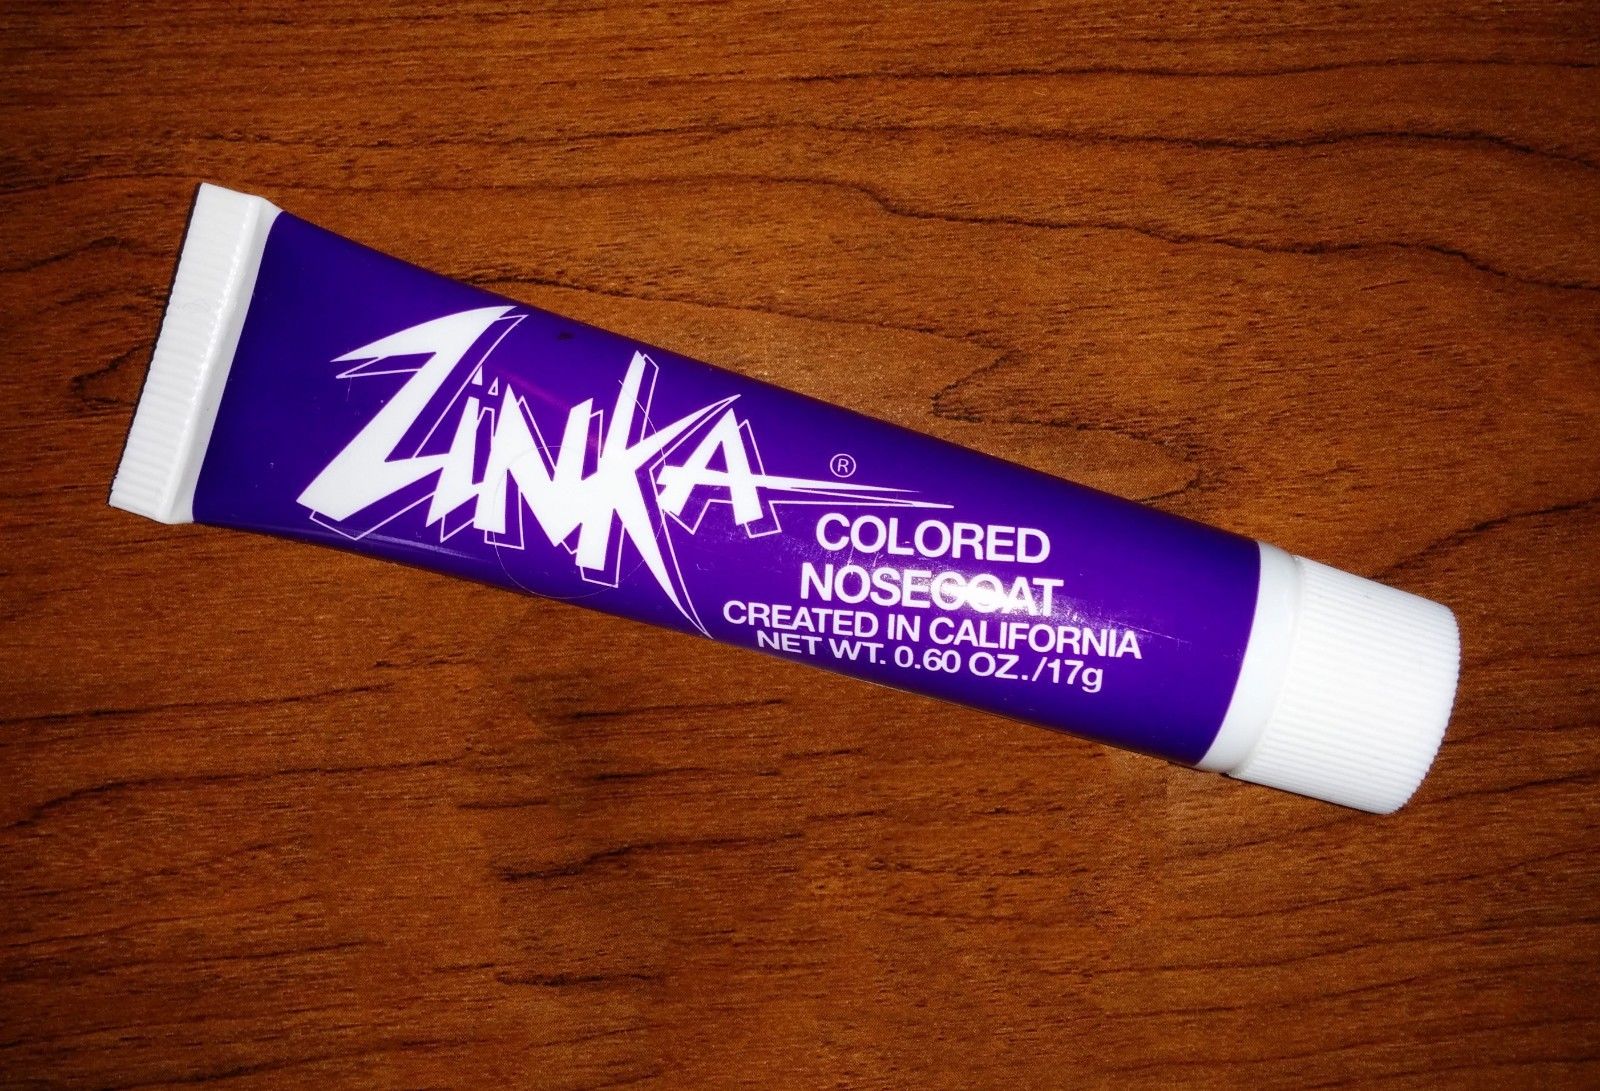 ZINKA ®
COLORED
NOSECOAT
CREATED IN CALIFORNIA
NET WT. 0.60 OZ./17g